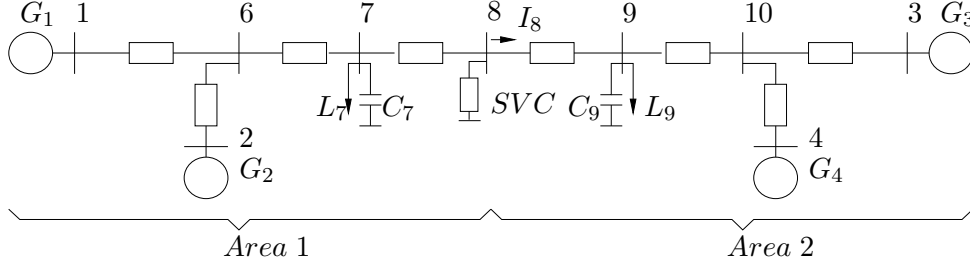 G₁ 1 6 7 8 I₈ 9 10 3 G₃
L₇ C₇ SVC C₉ L₉
2 4
G₂ G₄
Area 1 Area 2